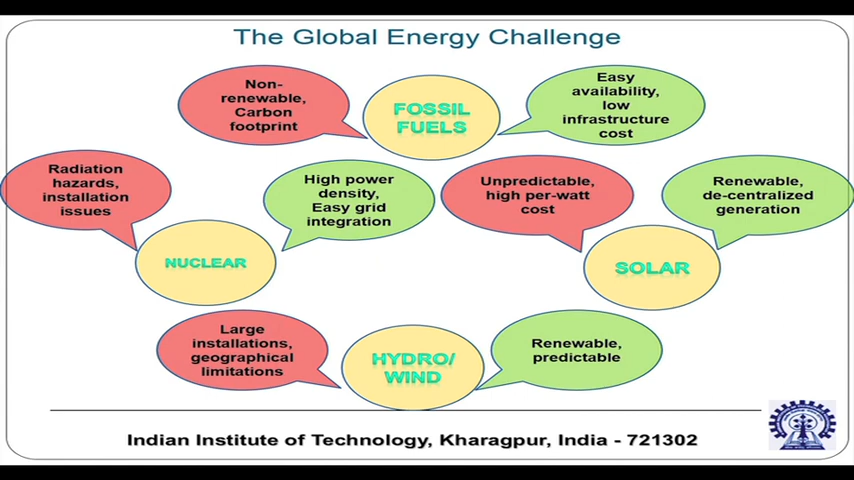 The Global Energy Challenge
Non-
renewable,
Carbon
footprint
FOSSIL
FUELS
Easy
availability,
low
infrastructure
cost
Radiation
hazards,
installation
issues
High power
density,
Easy grid
integration
NUCLEAR
Unpredictable,
high per-watt
cost
Renewable,
de-centralized
generation
SOLAR
Large
installations,
geographical
limitations
HYDRO/
WIND
Renewable,
predictable
Indian Institute of Technology, Kharagpur, India - 721302